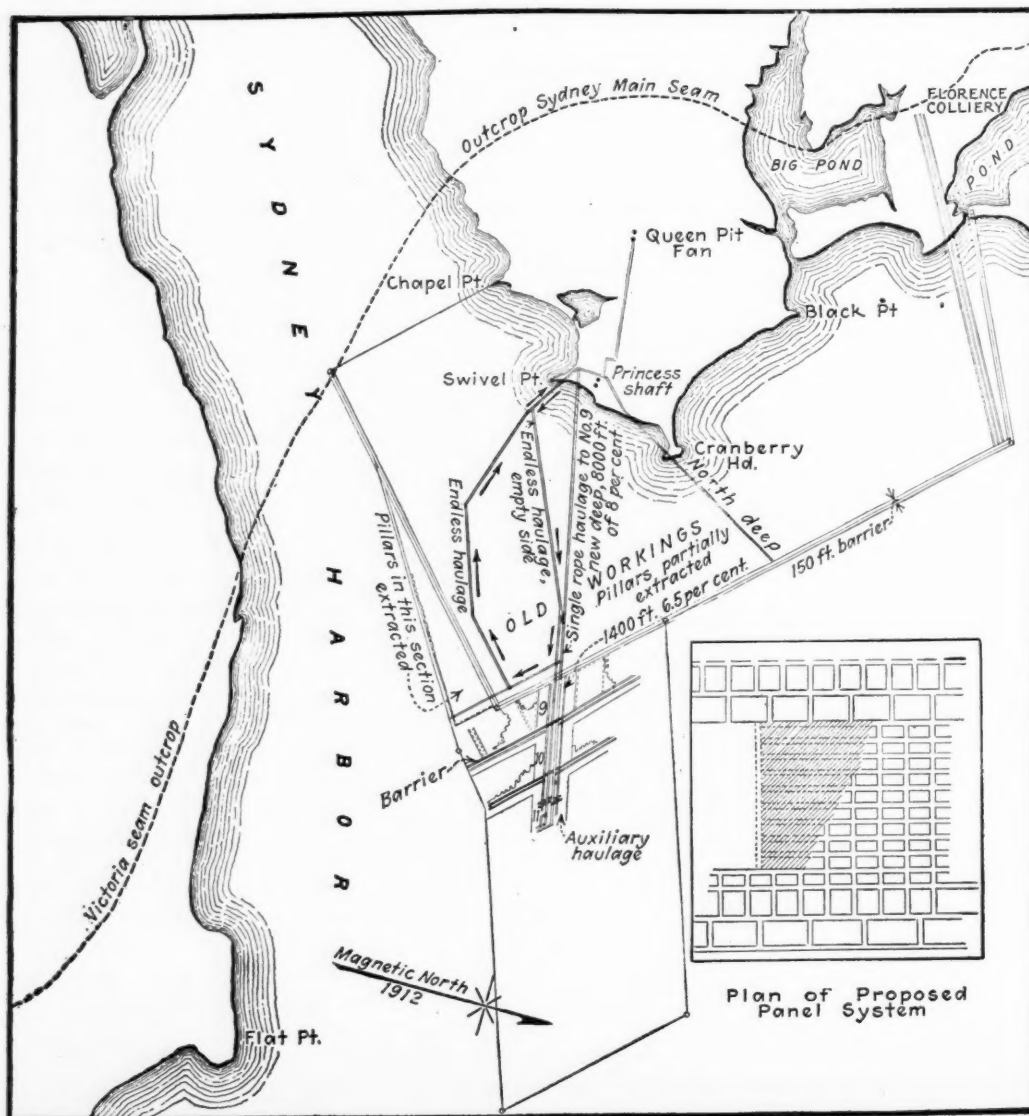 SYDNEY
HARBOR
Outcrop Sydney Main Seam
FLORENCE
COLLIERY
BIG POND
POND
Queen Pit
Fan
Chapel Pt.
Black Pt
Swivel Pt.
Princess
shaft
Cranberry
Hd.
North deep
Endless haulage
Endless haulage,
empty side
Single rope haulage to No.9
new deep, 8000 ft.
of 8 per cent
OLD
WORKINGS
Pillars, partially
extracted
1400 ft. 6.5 per cent.
150 ft. barrier
Pillars in this section
extracted
9
10
11
Barrier
Auxiliary
haulage
Victoria seam outcrop
Magnetic North
1912
Flat Pt.
Plan of Proposed
Panel System